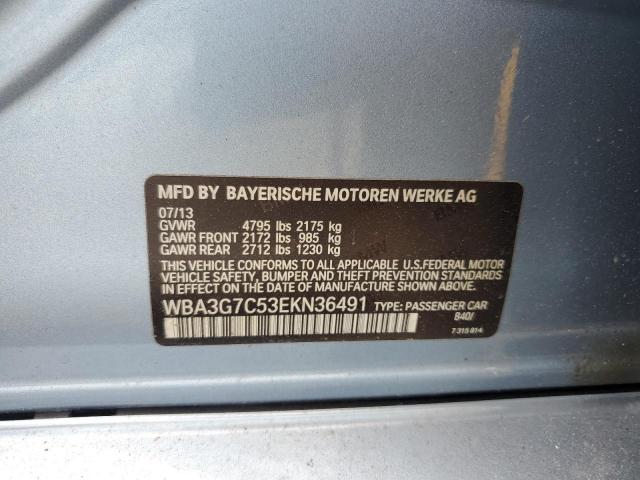 MFD BY BAYERISCHE MOTOREN WERKE AG
07/13
GVWR 4795 lbs 2175 kg
GAWR FRONT 2172 lbs 985 kg
GAWR REAR 2712 lbs 1230 kg
THIS VEHICLE CONFORMS TO ALL APPLICABLE U.S.FEDERAL MOTOR
VEHICLE SAFETY, BUMPER AND THEFT PREVENTION STANDARDS
IN EFFECT ON THE DATE OF MANUFACTURE SHOWN ABOVE.
WBA3G7C53EKN36491 TYPE: PASSENGER CAR
7 315 814